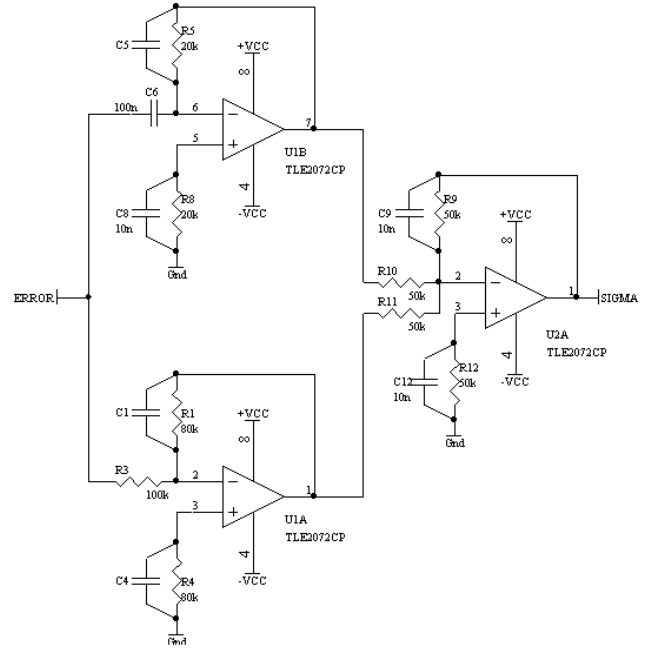 C5
R5
20k
+VCC
8
100n
C6
6
7
5
U1B
TLE2072CP
C8
10n
R8
20k
4
-VCC
Gnd
C9
10n
R9
50k
+VCC
8
R10
50k
2
1
ERROR
SIGMA
R11
50k
3
U2A
TLE2072CP
C12
10n
R12
50k
4
-VCC
Gnd
C1
R1
80k
+VCC
8
R3
100k
2
1
3
U1A
TLE2072CP
C4
R4
80k
4
-VCC
Gnd